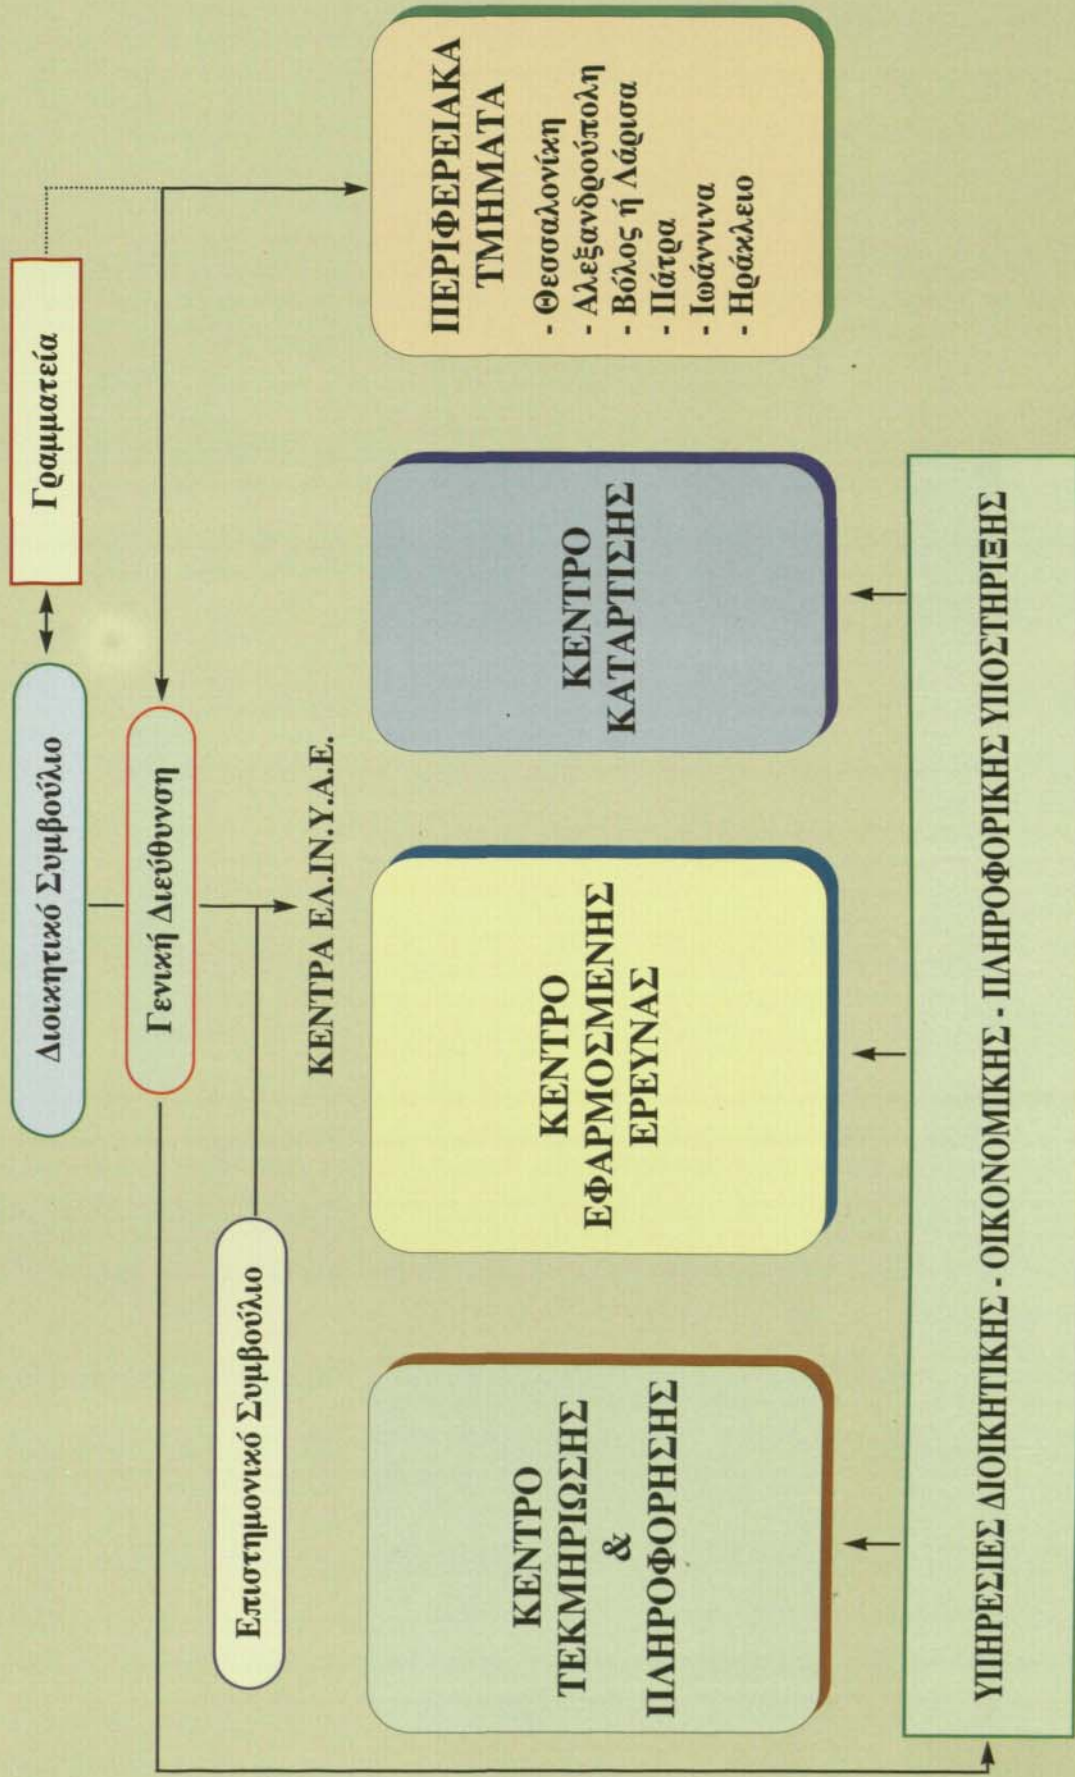 Διοικητικό Συμβούλιο
Γραμματεία
Γενική Διεύθυνση
Επιστημονικό Συμβούλιο
ΚΕΝΤΡΑ ΕΛ.ΙΝ.Υ.Α.Ε.
ΚΕΝΤΡΟ
ΤΕΚΜΗΡΙΩΣΗΣ
&
ΠΛΗΡΟΦΟΡΗΣΗΣ
ΚΕΝΤΡΟ
ΕΦΑΡΜΟΣΜΕΝΗΣ
ΕΡΕΥΝΑΣ
ΚΕΝΤΡΟ
ΚΑΤΑΡΤΙΣΗΣ
ΠΕΡΙΦΕΡΕΙΑΚΑ
ΤΜΗΜΑΤΑ
- Θεσσαλονίκη
- Αλεξανδρούπολη
- Βόλος ή Λάρισα
- Πάτρα
- Ιωάννινα
- Ηράκλειο
ΥΠΗΡΕΣΙΕΣ ΔΙΟΙΚΗΤΙΚΗΣ - ΟΙΚΟΝΟΜΙΚΗΣ - ΠΛΗΡΟΦΟΡΙΚΗΣ ΥΠΟΣΤΗΡΙΞΗΣ